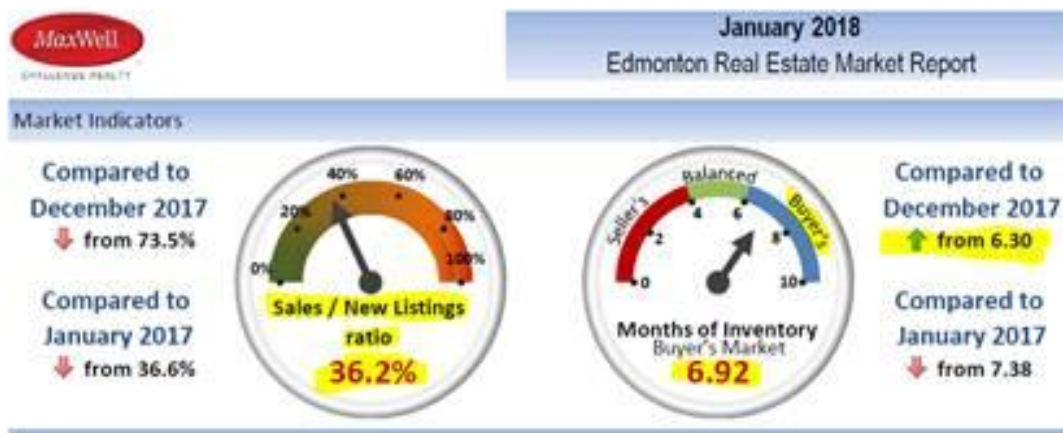 MaxWell
CHALLENGE REALTY
January 2018
Edmonton Real Estate Market Report
Market Indicators
Compared to
December 2017
from 73.5%
Compared to
January 2017
from 36.6%
0%
20%
40%
60%
80%
100%
Sales / New Listings
ratio
36.2%
Seller's
Balanced
Buyer's
0
2
4
6
8
10
Months of Inventory
Buyer's Market
6.92
Compared to
December 2017
from 6.30
Compared to
January 2017
from 7.38